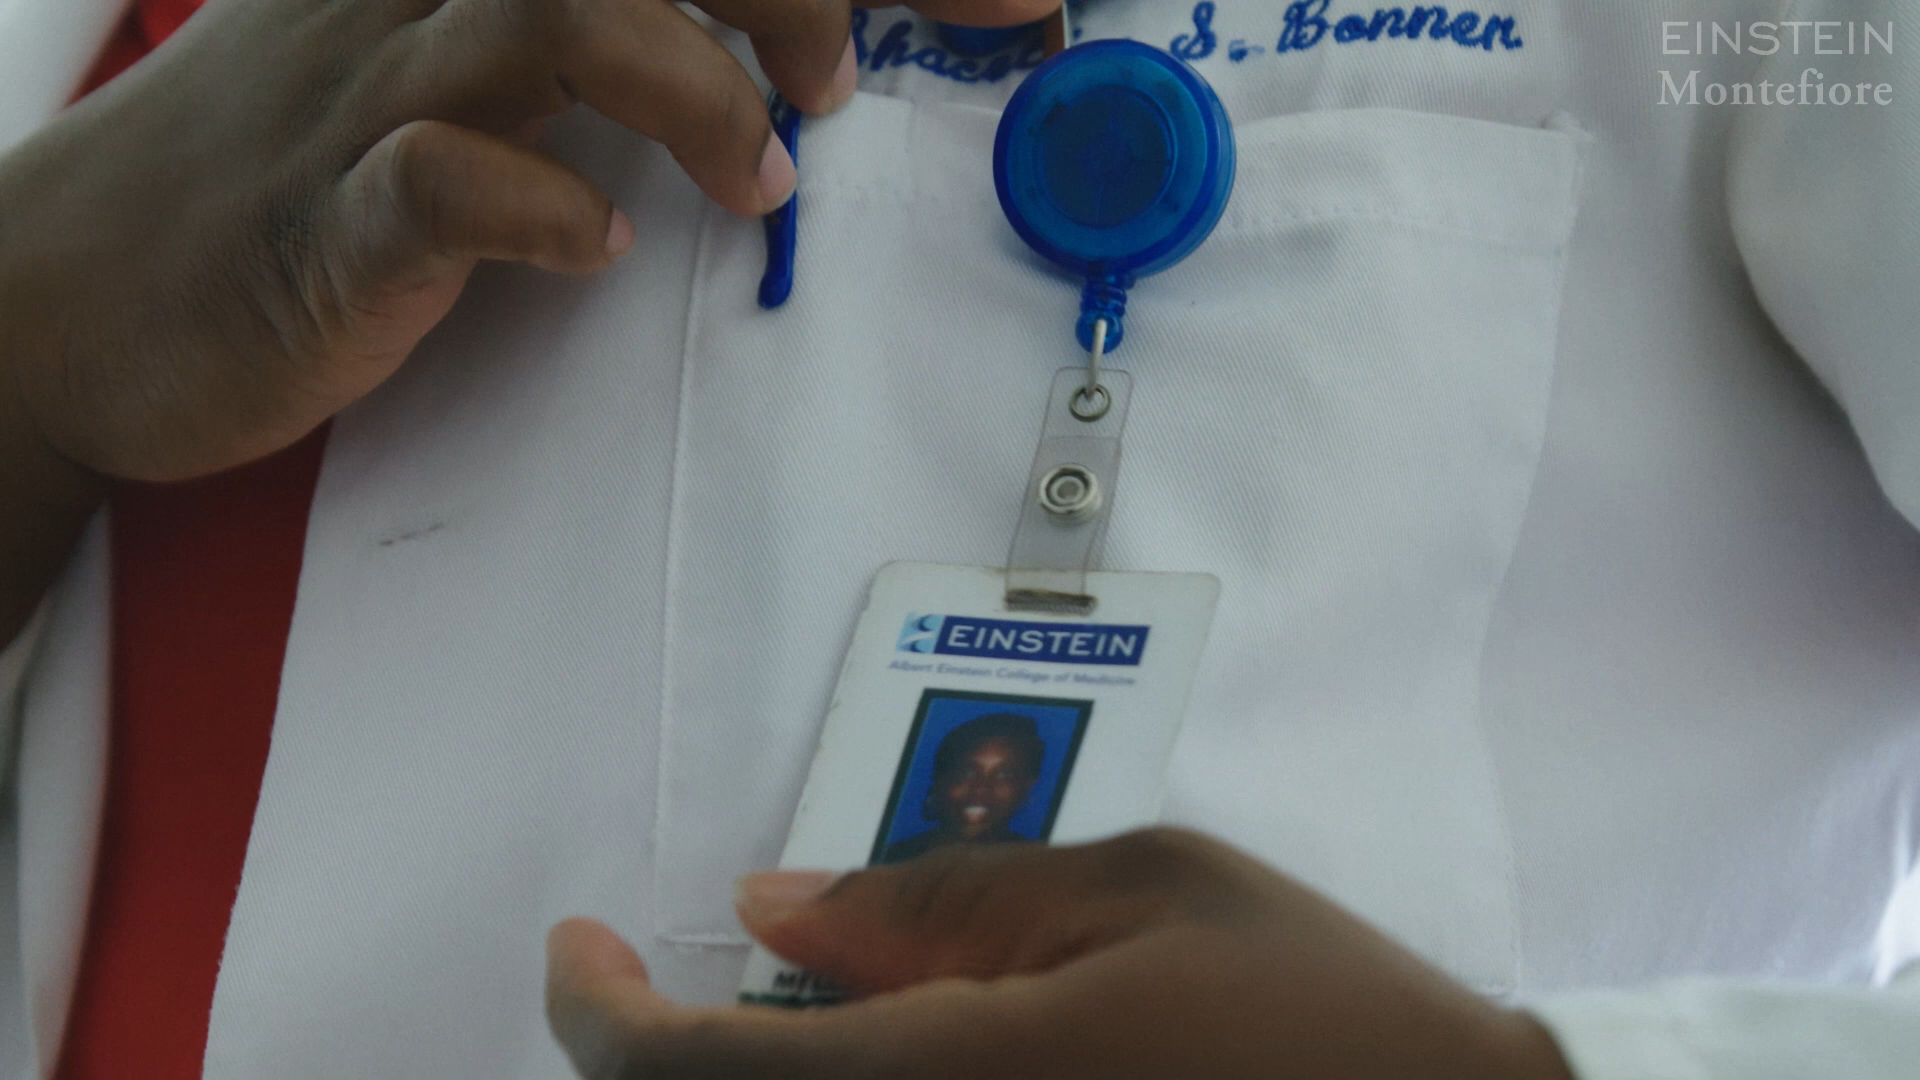 S. Bonner
EINSTEIN
Montefiore
EINSTEIN
Albert Einstein College of Medicine